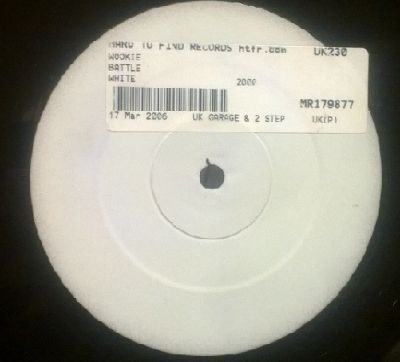 HARD TO FIND RECORDS htfr.com UK230
WOOKIE
BATTLE
WHITE 2000
MR179877
17 Mar 2006 UK GARAGE & 2 STEP UK(P)